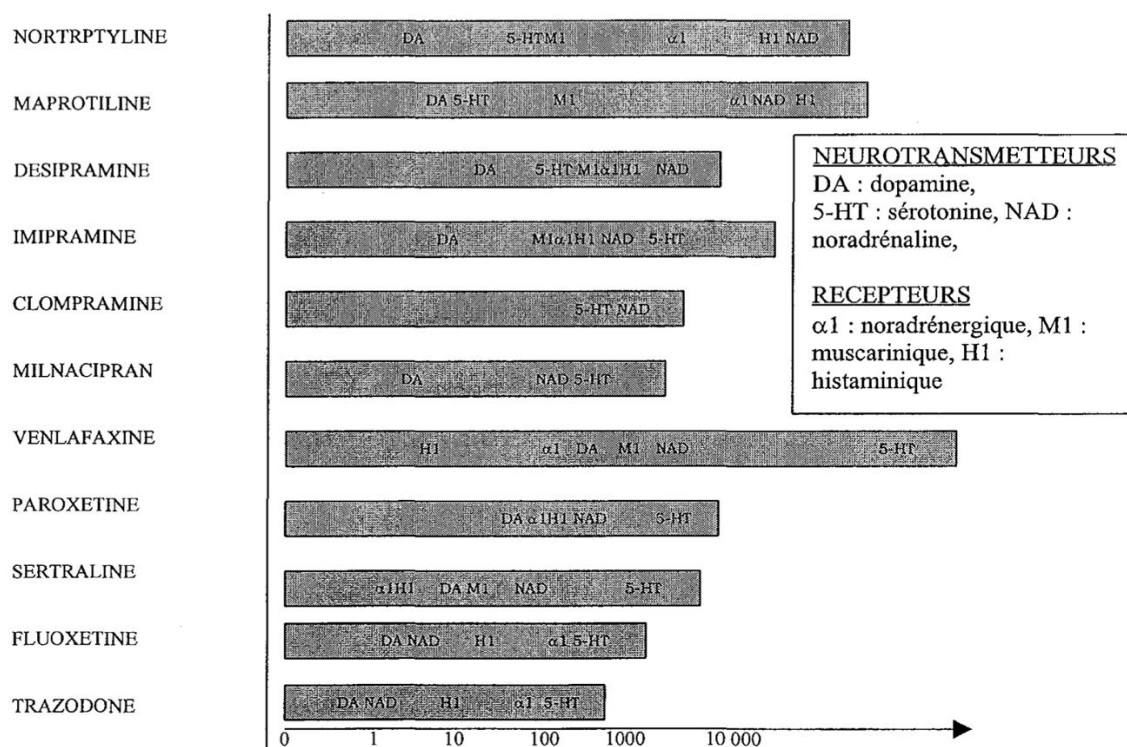 NORTRPTYLINE
DA 5-HTM1 α1 H1 NAD
MAPROTILINE
DA 5-HT M1 α1 NAD H1
DESIPRAMINE
DA 5-HT M1α1H1 NAD
IMIPRAMINE
DA M1α1H1 NAD 5-HT
CLOMPRAMINE
5-HT NAD
MILNACIPRAN
DA NAD 5-HT
VENLAFAXINE
H1 α1 DA M1 NAD 5-HT
PAROXETINE
DA α1H1 NAD 5-HT
SERTRALINE
α1H1 DA M1 NAD 5-HT
FLUOXETINE
DA NAD H1 α1 5-HT
TRAZODONE
DA NAD H1 α1 5-HT
0 1 10 100 1000 10 000
NEUROTRANSMETTEURS
DA : dopamine,
5-HT : sérotonine, NAD :
noradrénaline,
RECEPTEURS
α1 : noradrénergique, M1 :
muscarinique, H1 :
histaminique